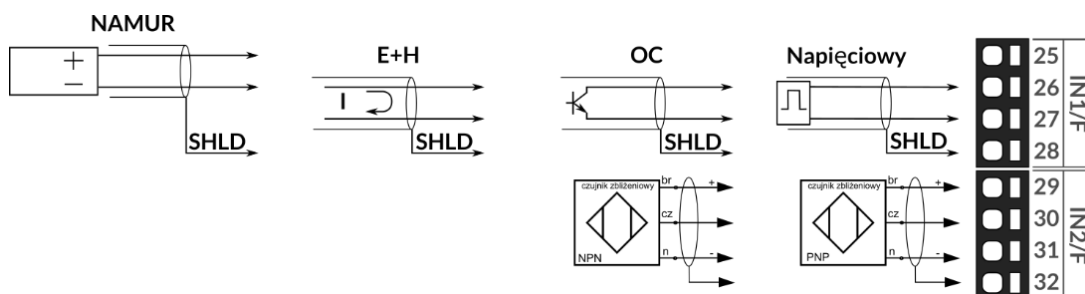 NAMUR
+
−
SHLD
E+H
I
SHLD
OC
SHLD
Napięciowy
SHLD
czujnik zbliżeniowy
NPN
br
+
cz
n
-
czujnik zbliżeniowy
PNP
br
+
cz
n
-
25
26
27
28
IN1/F
29
30
31
32
IN2/F